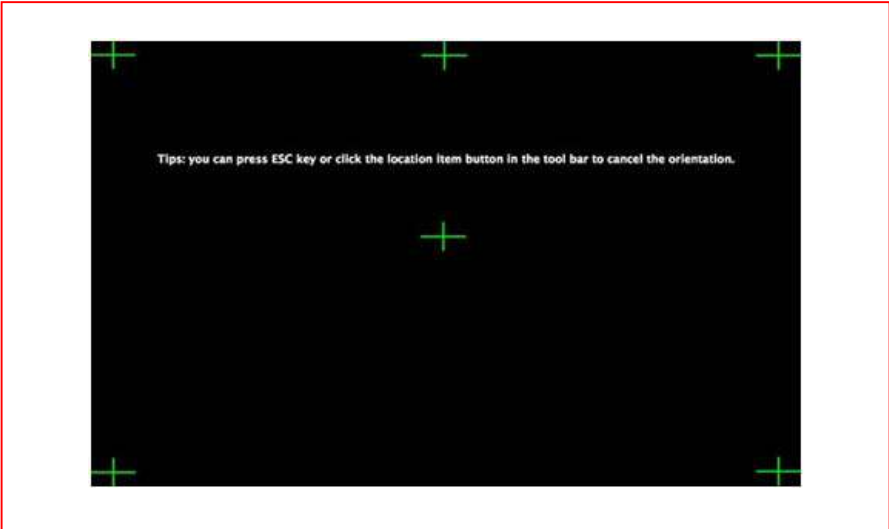 Tips: you can press ESC key or click the location item button in the tool bar to cancel the orientation.